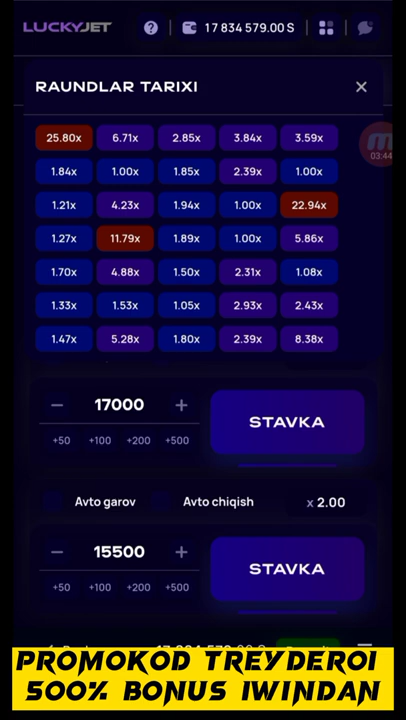 LUCKYJET ? 17 834 579.00 S
RAUNDLAR TARIXI ×
25.80x 6.71x 2.85x 3.84x 3.59x
03:44
1.84x 1.00x 1.85x 2.39x 1.00x
1.21x 4.23x 1.94x 1.00x 22.94x
1.27x 11.79x 1.89x 1.00x 5.86x
1.70x 4.88x 1.50x 2.31x 1.08x
1.33x 1.53x 1.05x 2.93x 2.43x
1.47x 5.28x 1.80x 2.39x 8.38x
− 17000 + STAVKA
+50 +100 +200 +500
Avto garov Avto chiqish x 2.00
− 15500 + STAVKA
+50 +100 +200 +500
PROMOKOD TREYDEROI
500% BONUS 1WINDAN